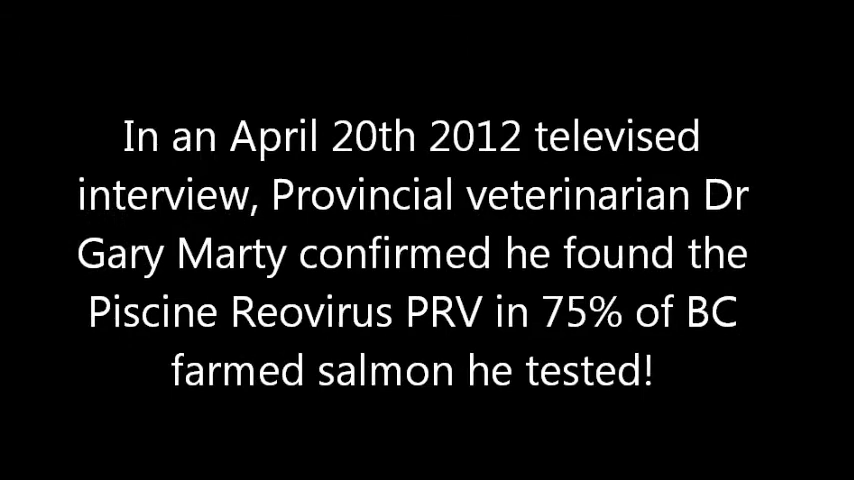 In an April 20th 2012 televised
interview, Provincial veterinarian Dr
Gary Marty confirmed he found the
Piscine Reovirus PRV in 75% of BC
farmed salmon he tested!